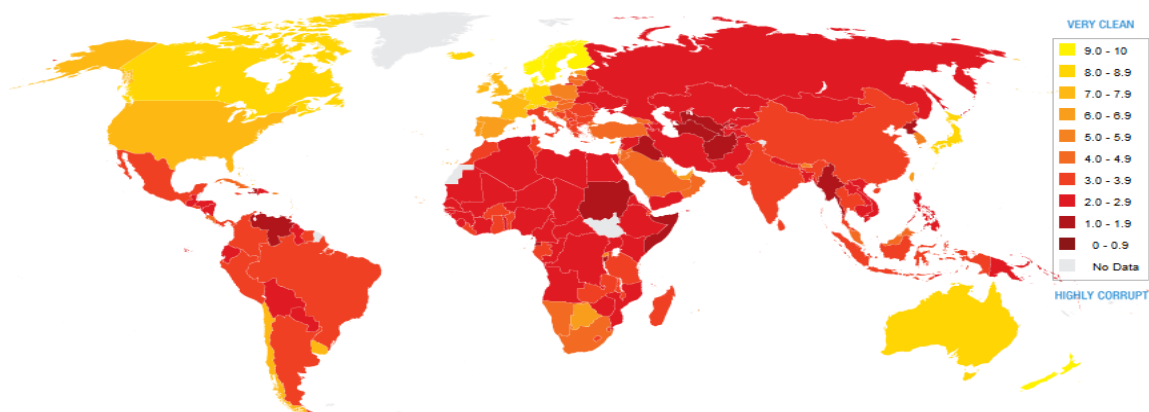 VERY CLEAN
9.0 - 10
8.0 - 8.9
7.0 - 7.9
6.0 - 6.9
5.0 - 5.9
4.0 - 4.9
3.0 - 3.9
2.0 - 2.9
1.0 - 1.9
0 - 0.9
No Data
HIGHLY CORRUPT